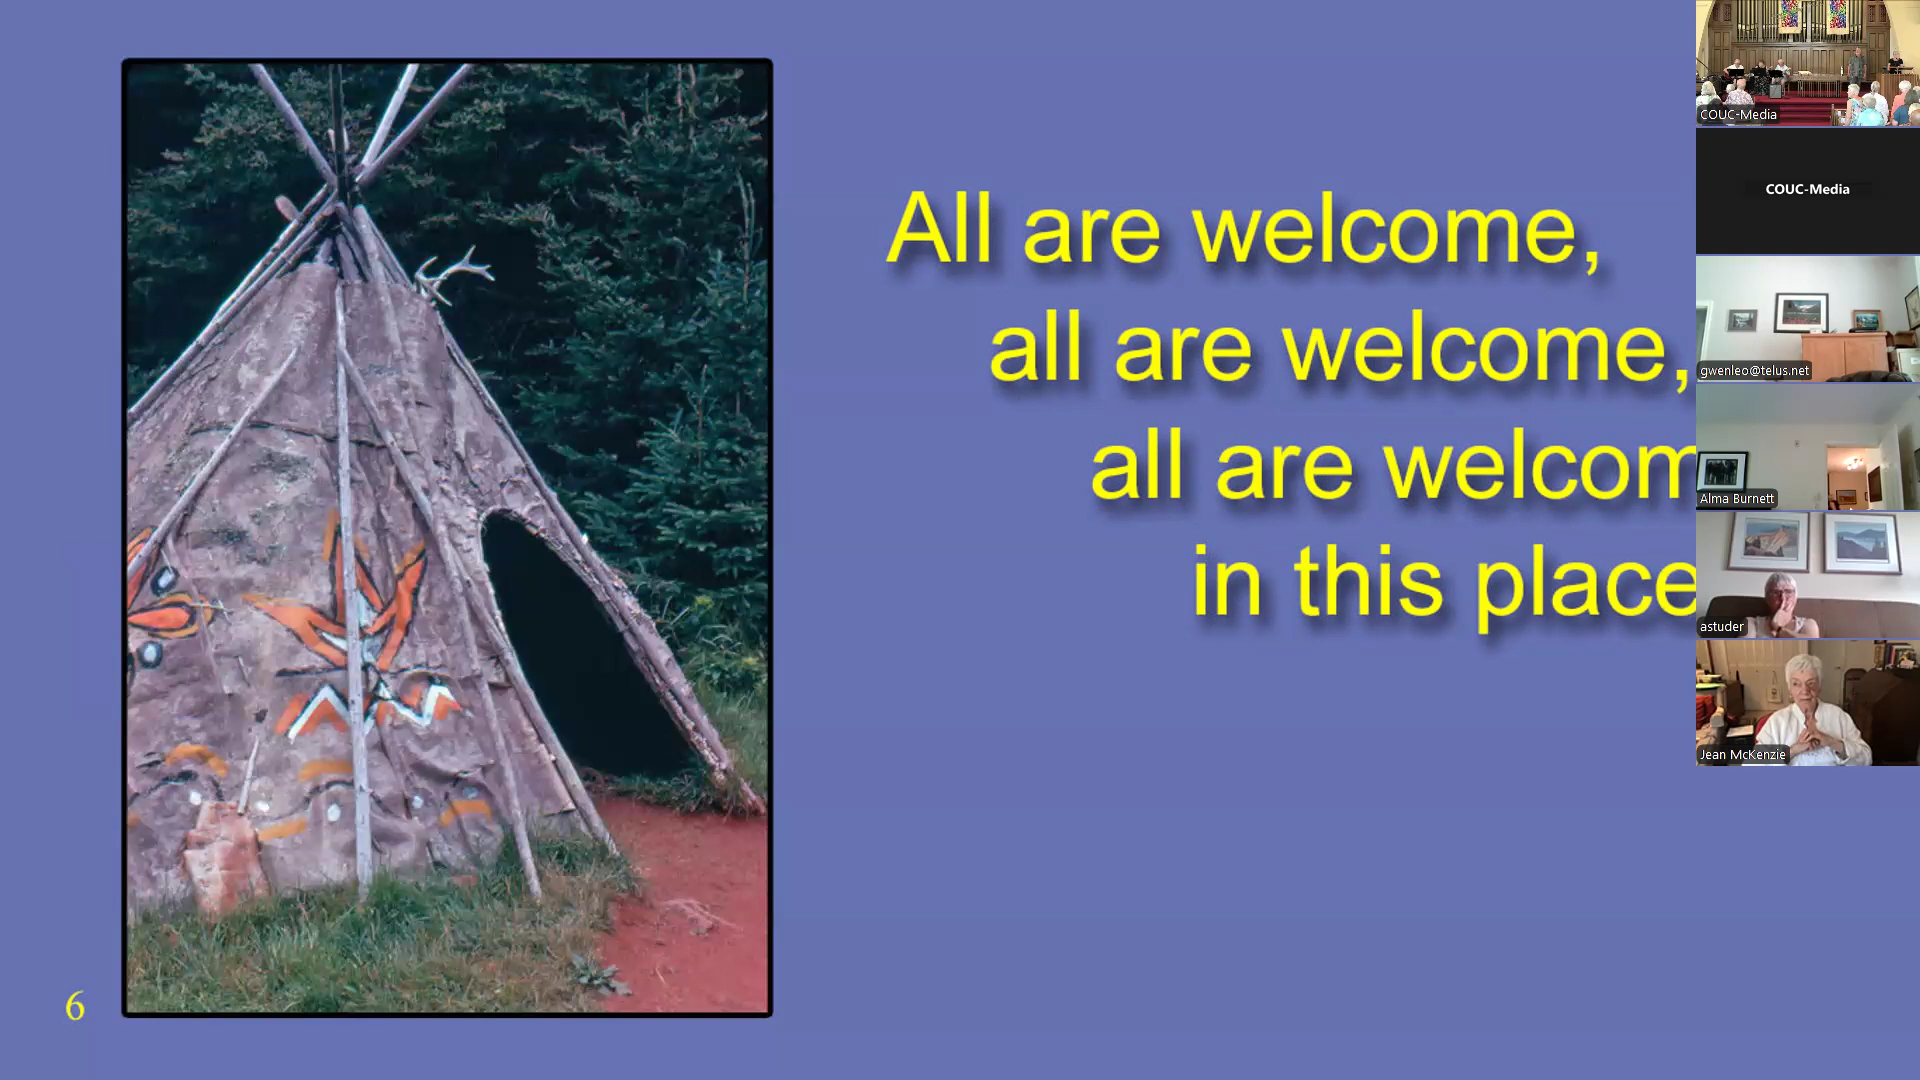 All are welcome,
all are welcome,
all are welcom
in this place
6
COUC-Media
COUC-Media
gwenleo@telus.net
Alma Burnett
astuder
Jean McKenzie